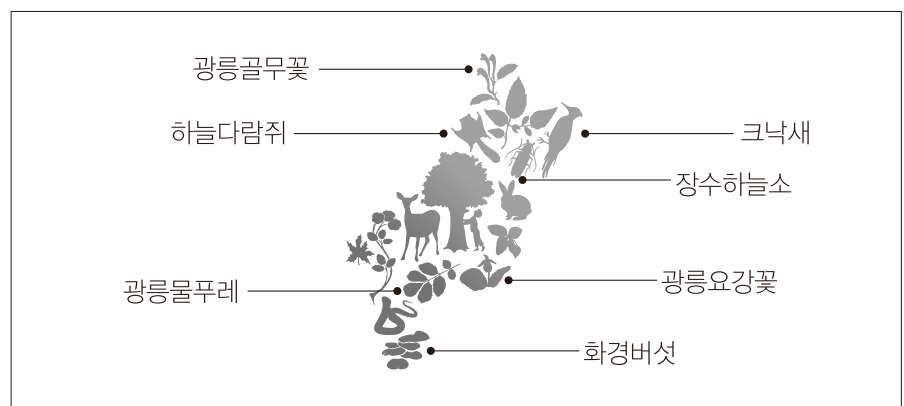 광릉골무꽃
하늘다람쥐
크낙새
장수하늘소
광릉물푸레
광릉요강꽃
화경버섯